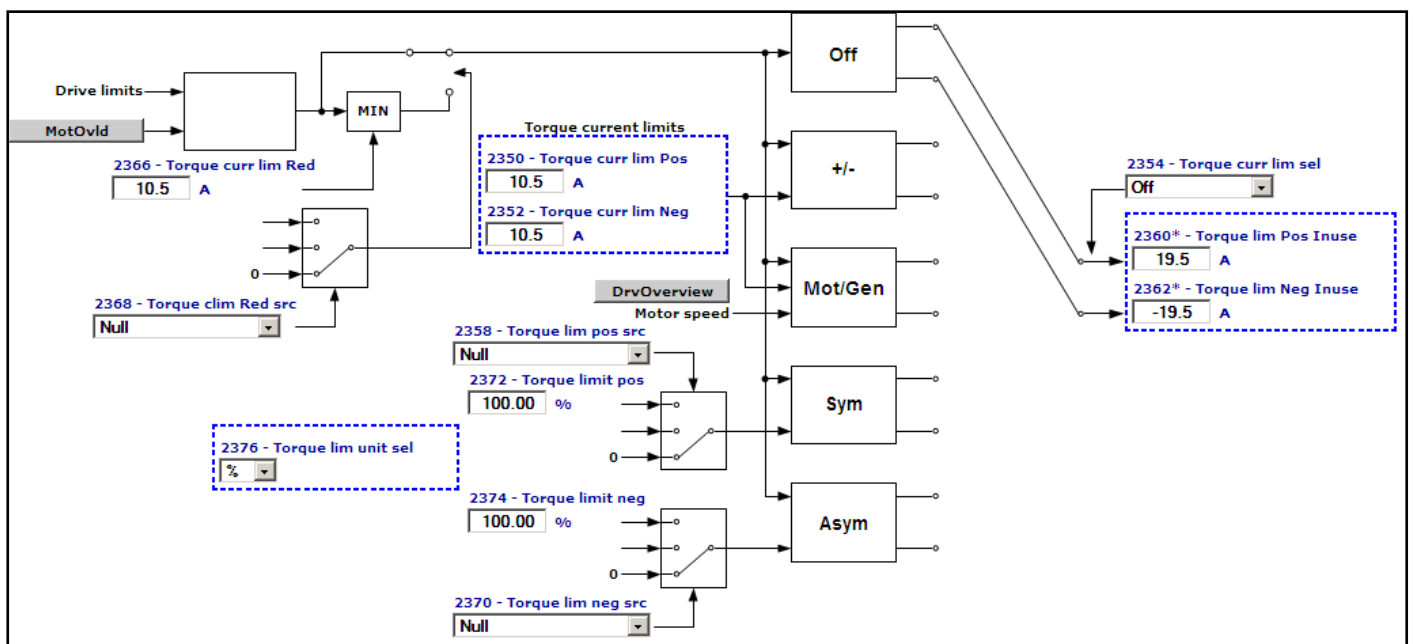 Off
Drive limits
MotOvld
MIN
Torque current limits
2366 - Torque curr lim Red
10.5 A
2350 - Torque curr lim Pos
10.5 A
2352 - Torque curr lim Neg
10.5 A
+/-
2354 - Torque curr lim sel
Off
2360* - Torque lim Pos Inuse
19.5 A
2362* - Torque lim Neg Inuse
-19.5 A
0
2368 - Torque clim Red src
Null
DrvOverview
Motor speed
Mot/Gen
2358 - Torque lim pos src
Null
2372 - Torque limit pos
100.00 %
0
Sym
2376 - Torque lim unit sel
%
2374 - Torque limit neg
100.00 %
0
Asym
2370 - Torque lim neg src
Null